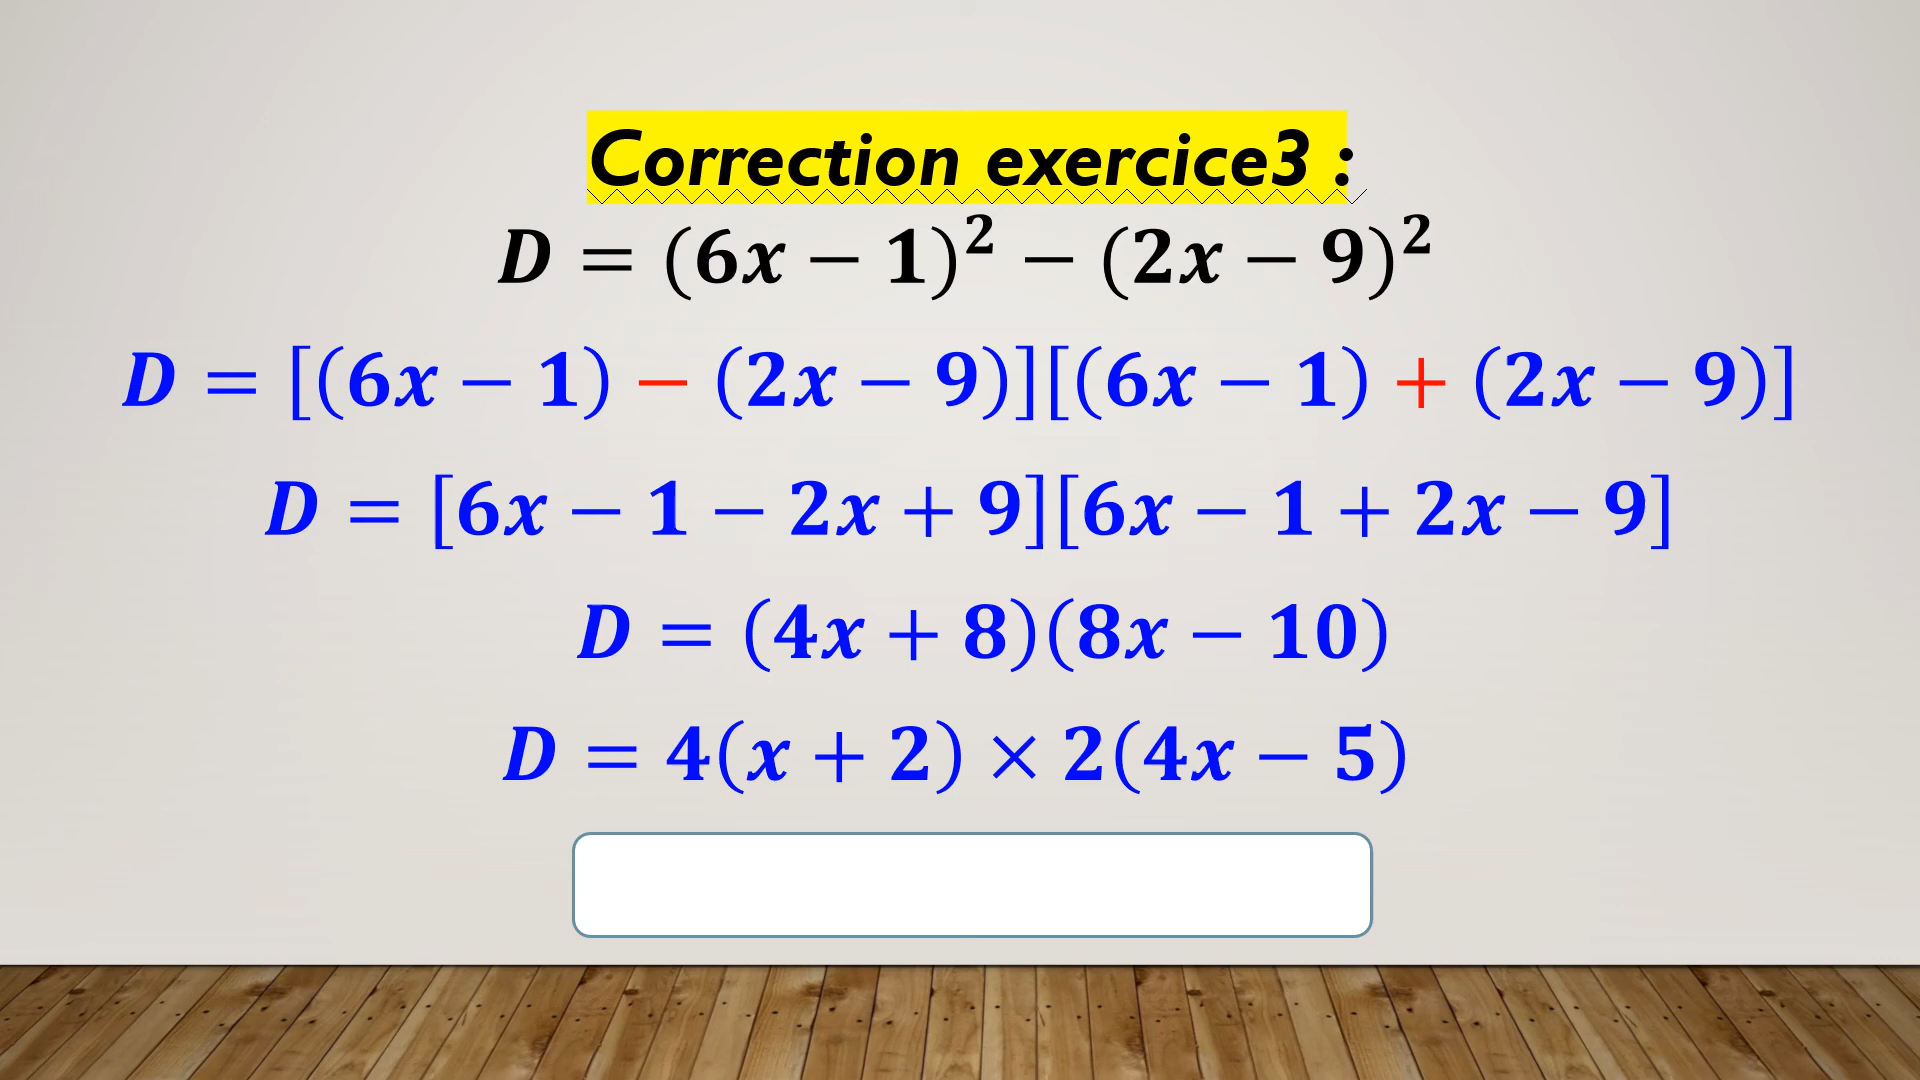 Correction exercice3 :
D = (6x − 1)² − (2x − 9)²
D = [(6x − 1) − (2x − 9)][(6x − 1) + (2x − 9)]
D = [6x − 1 − 2x + 9][6x − 1 + 2x − 9]
D = (4x + 8)(8x − 10)
D = 4(x + 2) × 2(4x − 5)